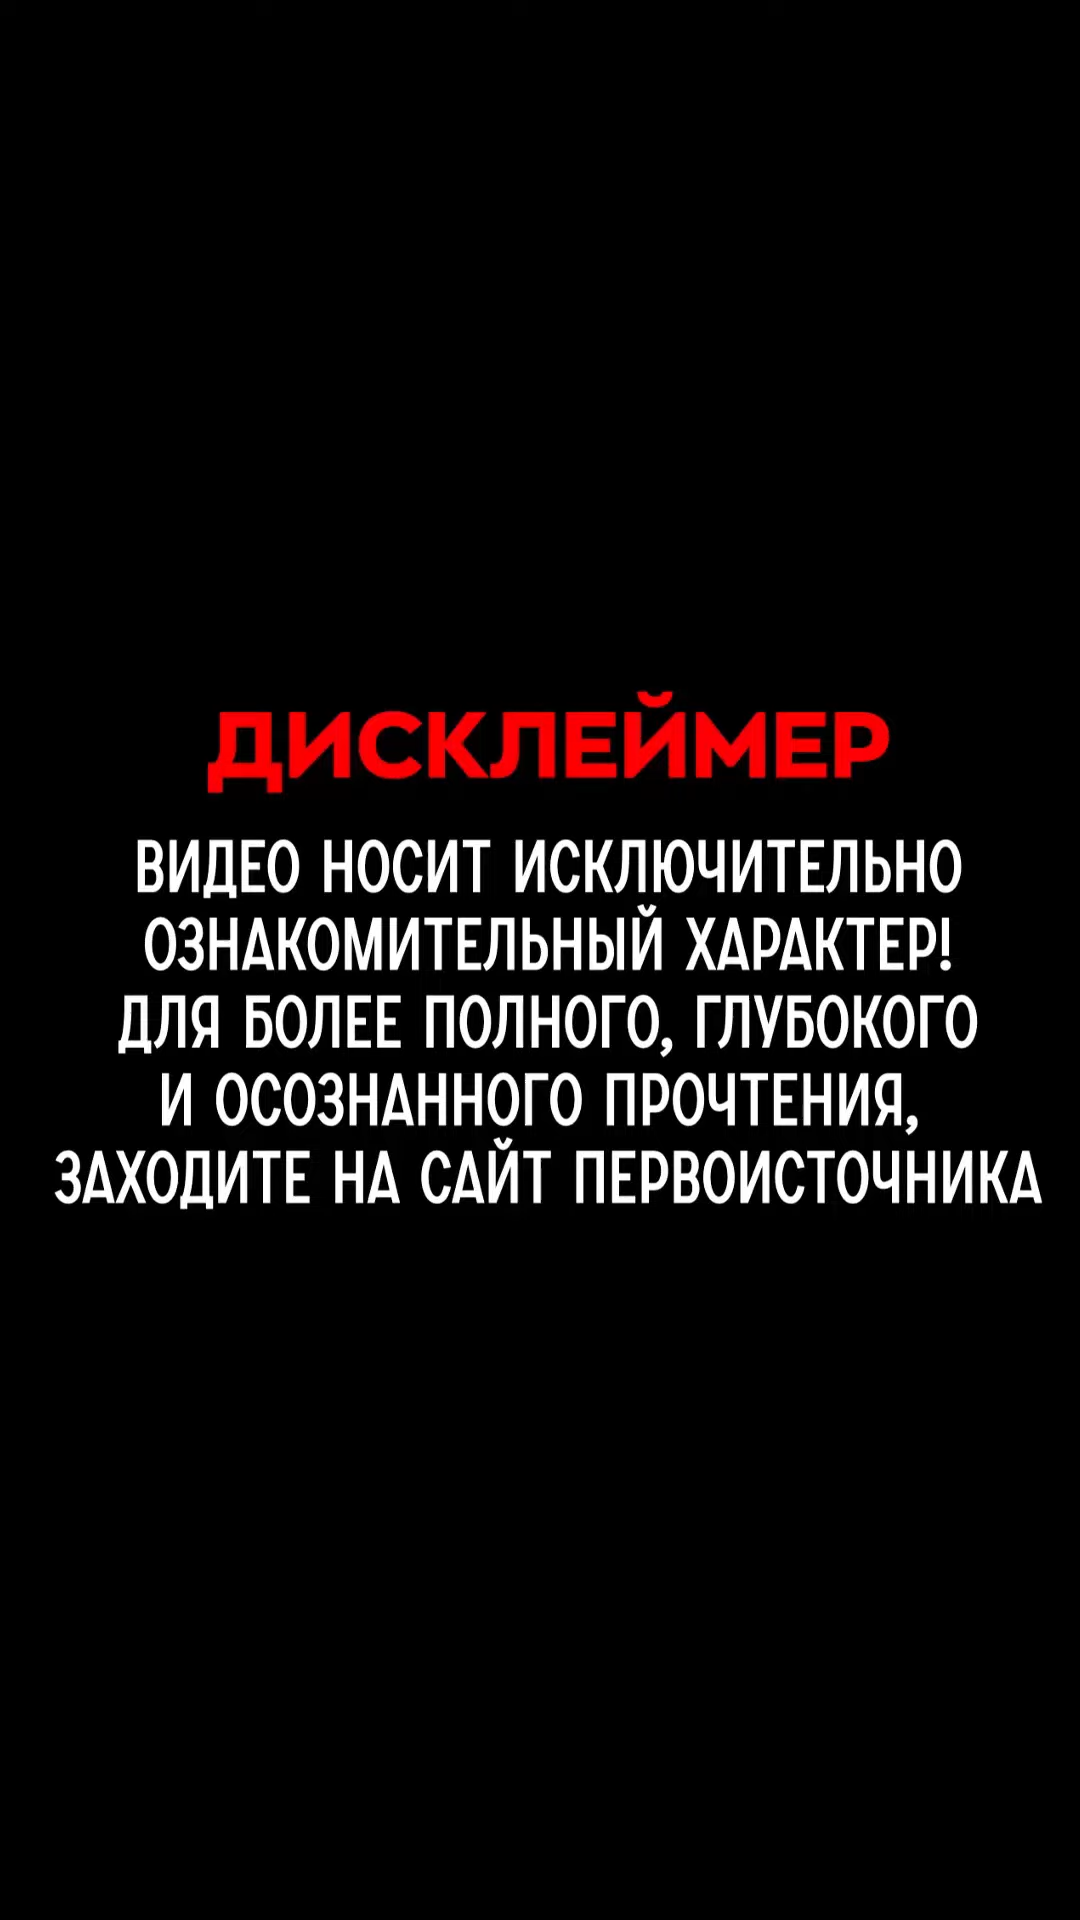 ДИСКЛЕЙМЕР
ВИДЕО НОСИТ ИСКЛЮЧИТЕЛЬНО
ОЗНАКОМИТЕЛЬНЫЙ ХАРАКТЕР!
ДЛЯ БОЛЕЕ ПОЛНОГО, ГЛУБОКОГО
И ОСОЗНАННОГО ПРОЧТЕНИЯ,
ЗАХОДИТЕ НА САЙТ ПЕРВОИСТОЧНИКА